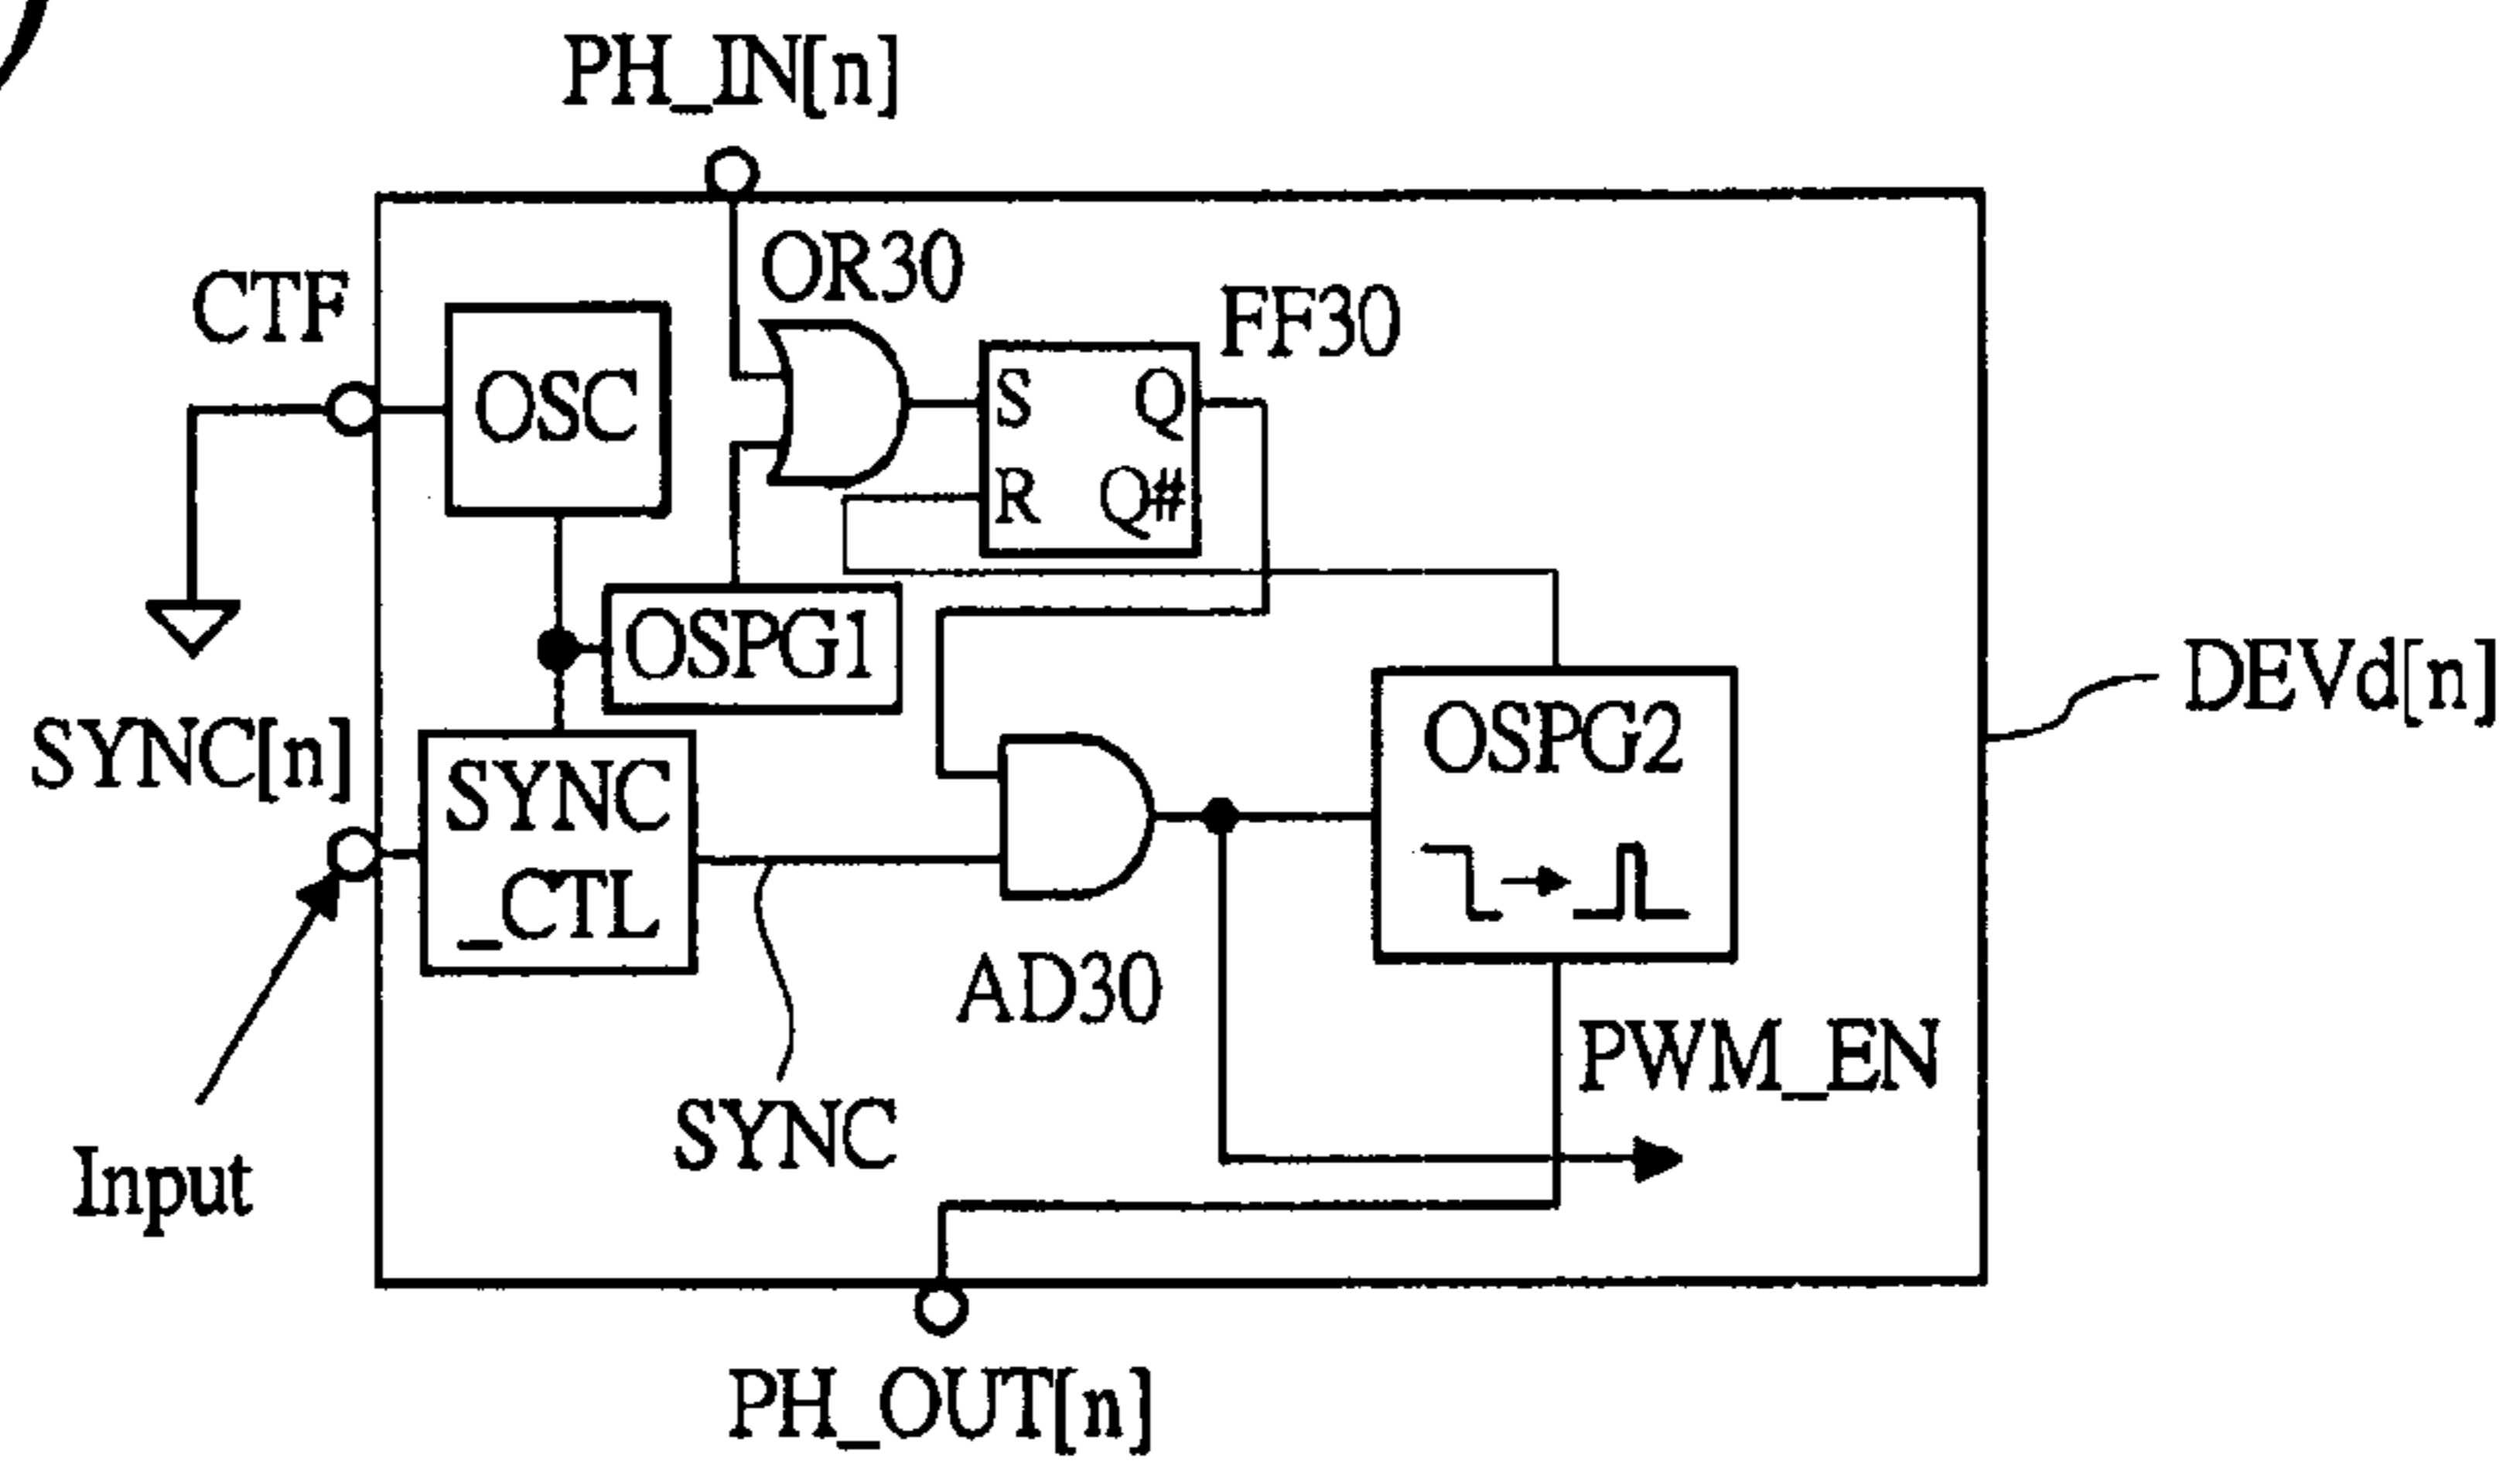 PH_IN[n]
OR30
CTF
FF30
OSC
S
Q
R
Q#
OSPG1
DEVd[n]
SYNC[n]
OSPG2
SYNC
_CTL
AD30
PWM_EN
SYNC
Input
PH_OUT[n]